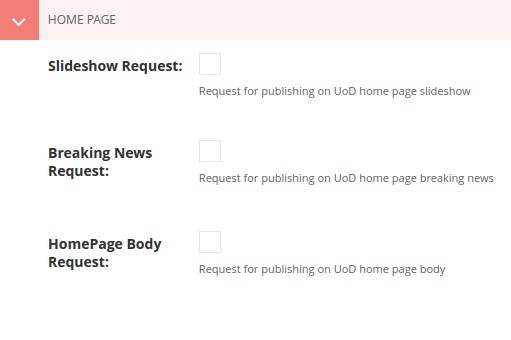 HOME PAGE
Slideshow Request:
Request for publishing on UoD home page slideshow
Breaking News
Request:
Request for publishing on UoD home page breaking news
HomePage Body
Request:
Request for publishing on UoD home page body